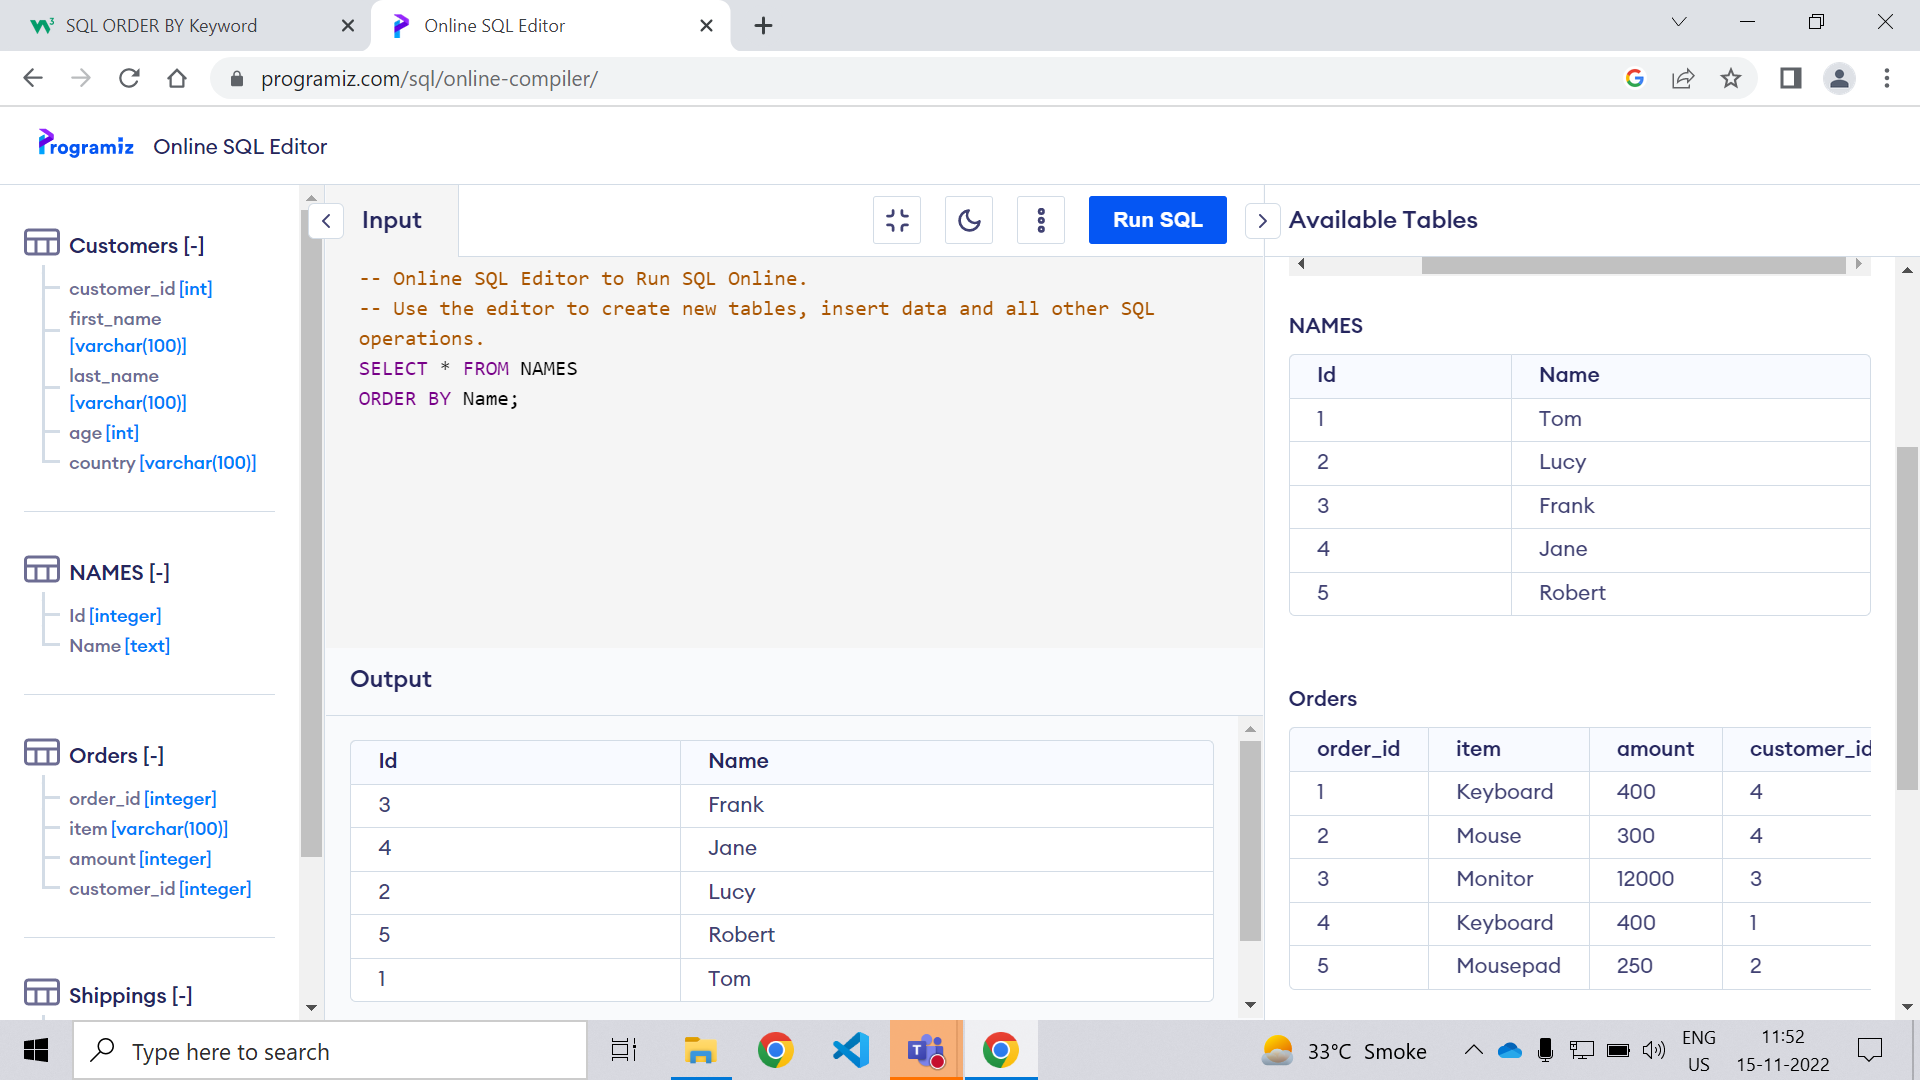 SQL ORDER BY Keyword
Online SQL Editor
programiz.com/sql/online-compiler/
Programiz
Online SQL Editor
Customers [-]
customer_id [int]
first_name
[varchar(100)]
last_name
[varchar(100)]
age [int]
country [varchar(100)]
NAMES [-]
Id [integer]
Name [text]
Orders [-]
order_id [integer]
item [varchar(100)]
amount [integer]
customer_id [integer]
Shippings [-]
Input
Run SQL
-- Online SQL Editor to Run SQL Online.
-- Use the editor to create new tables, insert data and all other SQL
operations.
SELECT * FROM NAMES
ORDER BY Name;
Output
Id Name
3 Frank
4 Jane
2 Lucy
5 Robert
1 Tom
Available Tables
NAMES
Id Name
1 Tom
2 Lucy
3 Frank
4 Jane
5 Robert
Orders
order_id item amount customer_id
1 Keyboard 400 4
2 Mouse 300 4
3 Monitor 12000 3
4 Keyboard 400 1
5 Mousepad 250 2
Type here to search
33°C Smoke
ENG
US
11:52
15-11-2022